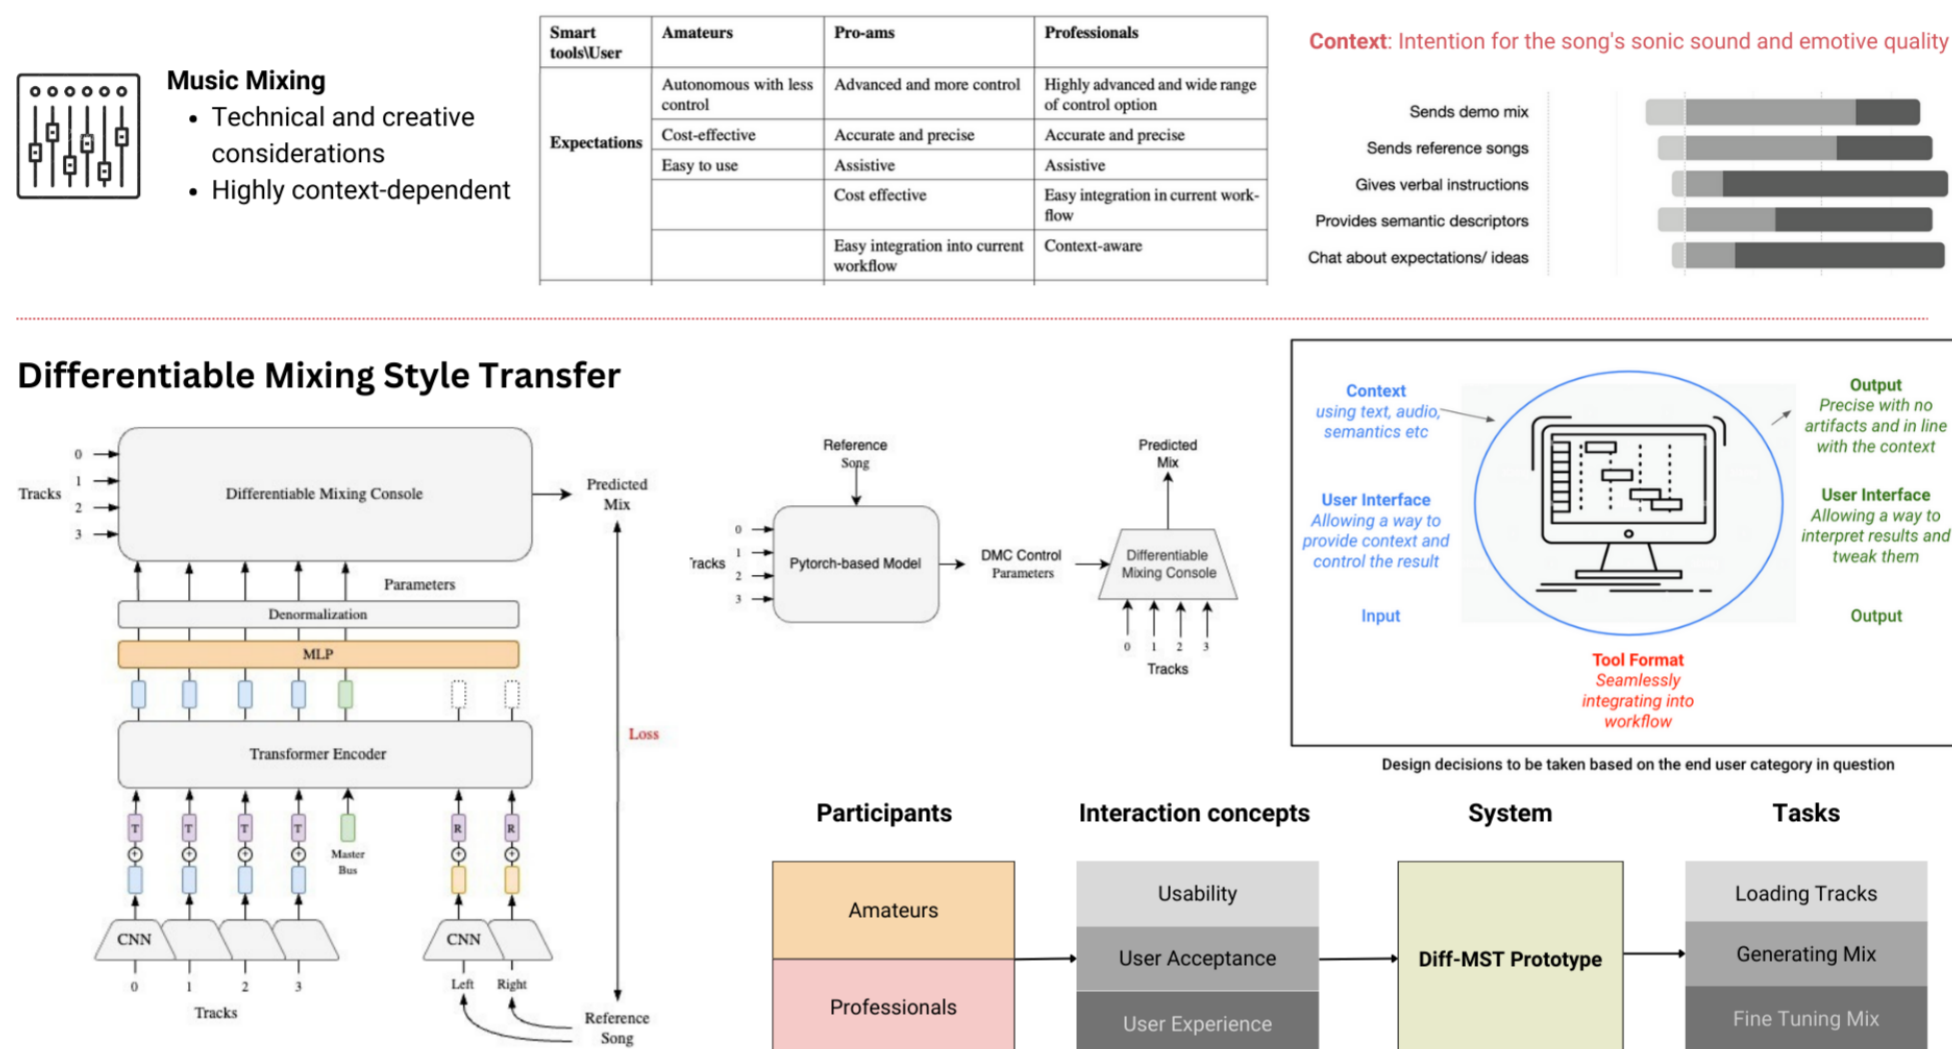 Music Mixing
• Technical and creative
considerations
• Highly context-dependent
Smart
tools\User
Amateurs
Pro-ams
Professionals
Expectations
Autonomous with less
control
Advanced and more control
Highly advanced and wide range
of control option
Cost-effective
Accurate and precise
Accurate and precise
Easy to use
Assistive
Assistive
Cost effective
Easy integration in current work-
flow
Easy integration into current
workflow
Context-aware
Context: Intention for the song's sonic sound and emotive quality
Sends demo mix
Sends reference songs
Gives verbal instructions
Provides semantic descriptors
Chat about expectations/ ideas
Differentiable Mixing Style Transfer
Tracks
0
1
2
3
Differentiable Mixing Console
Predicted
Mix
Parameters
Denormalization
MLP
Transformer Encoder
Loss
T
T
T
T
Master
Bus
R
R
CNN
CNN
0
1
2
3
Tracks
Left
Right
Reference
Song
Reference
Song
racks
0
1
2
3
Pytorch-based Model
DMC Control
Parameters
Predicted
Mix
Differentiable
Mixing Console
0
1
2
3
Tracks
Context
using text, audio,
semantics etc
User Interface
Allowing a way to
provide context and
control the result
Input
Output
Precise with no
artifacts and in line
with the context
User Interface
Allowing a way to
interpret results and
tweak them
Output
Tool Format
Seamlessly
integrating into
workflow
Design decisions to be taken based on the end user category in question
Participants
Amateurs
Professionals
Interaction concepts
Usability
User Acceptance
User Experience
System
Diff-MST Prototype
Tasks
Loading Tracks
Generating Mix
Fine Tuning Mix